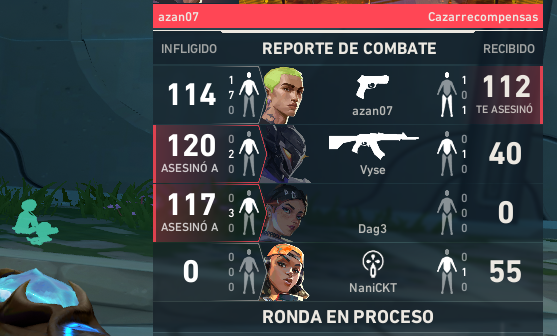 azan07 Cazarrecompensas
INFLIGIDO REPORTE DE COMBATE RECIBIDO
114 1 7 0 azan07 1 0 1 112
TE ASESINÓ
120 0 2 0 Vyse 0 1 0 40
ASESINÓ A
117 0 3 0 Dag3 0 0 0 0
ASESINÓ A
0 0 0 0 NaniCKT 0 1 0 55
RONDA EN PROCESO